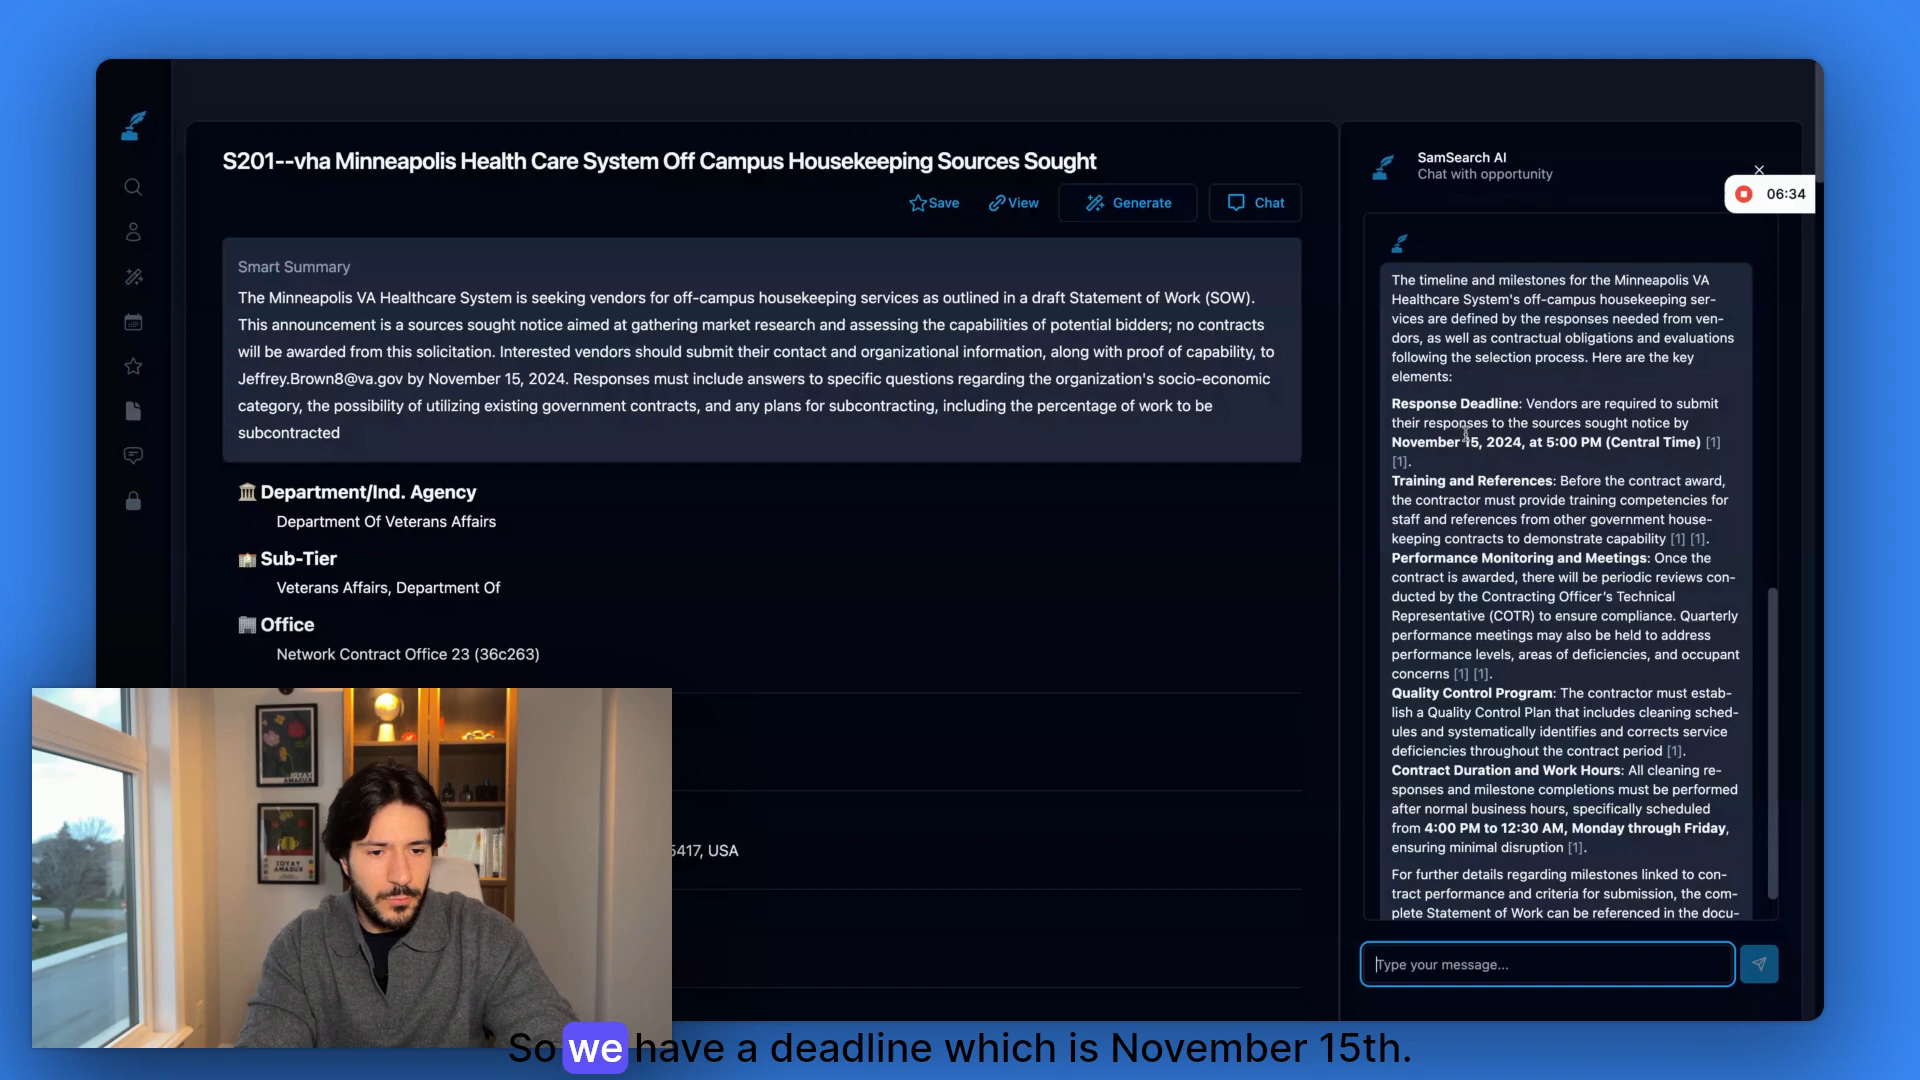 S201--vha Minneapolis Health Care System Off Campus Housekeeping Sources Sought
Save
View
Generate
Chat
Smart Summary
The Minneapolis VA Healthcare System is seeking vendors for off-campus housekeeping services as outlined in a draft Statement of Work (SOW).
This announcement is a sources sought notice aimed at gathering market research and assessing the capabilities of potential bidders; no contracts
will be awarded from this solicitation. Interested vendors should submit their contact and organizational information, along with proof of capability, to
Jeffrey.Brown8@va.gov by November 15, 2024. Responses must include answers to specific questions regarding the organization's socio-economic
category, the possibility of utilizing existing government contracts, and any plans for subcontracting, including the percentage of work to be
subcontracted
Department/Ind. Agency
Department Of Veterans Affairs
Sub-Tier
Veterans Affairs, Department Of
Office
Network Contract Office 23 (36c263)
5417, USA
SamSearch AI
Chat with opportunity
06:34
The timeline and milestones for the Minneapolis VA
Healthcare System's off-campus housekeeping ser-
vices are defined by the responses needed from ven-
dors, as well as contractual obligations and evaluations
following the selection process. Here are the key
elements:
Response Deadline: Vendors are required to submit
their responses to the sources sought notice by
November 15, 2024, at 5:00 PM (Central Time) [1]
[1].
Training and References: Before the contract award,
the contractor must provide training competencies for
staff and references from other government house-
keeping contracts to demonstrate capability [1] [1].
Performance Monitoring and Meetings: Once the
contract is awarded, there will be periodic reviews con-
ducted by the Contracting Officer's Technical
Representative (COTR) to ensure compliance. Quarterly
performance meetings may also be held to address
performance levels, areas of deficiencies, and occupant
concerns [1] [1].
Quality Control Program: The contractor must estab-
lish a Quality Control Plan that includes cleaning sched-
ules and systematically identifies and corrects service
deficiencies throughout the contract period [1].
Contract Duration and Work Hours: All cleaning re-
sponses and milestone completions must be performed
after normal business hours, specifically scheduled
from 4:00 PM to 12:30 AM, Monday through Friday,
ensuring minimal disruption [1].
For further details regarding milestones linked to con-
tract performance and criteria for submission, the com-
plete Statement of Work can be referenced in the docu-
Type your message...
So we have a deadline which is November 15th.